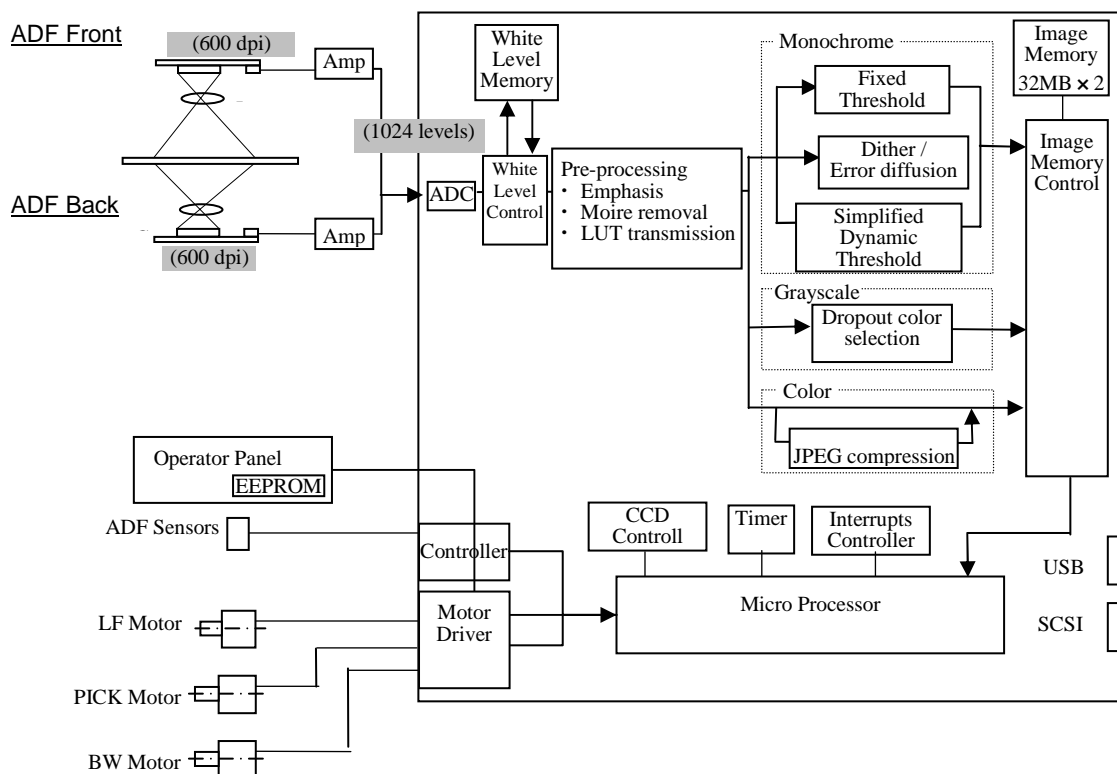 ADF Front
(600 dpi)
Amp
White
Level
Memory
(1024 levels)
ADF Back
(600 dpi)
Amp
ADC
White
Level
Control
Pre-processing
・ Emphasis
・ Moire removal
・ LUT transmission
Monochrome
Fixed
Threshold
Dither /
Error diffusion
Simplified
Dynamic
Threshold
Grayscale
Dropout color
selection
Color
JPEG compression
Image
Memory
32MB × 2
Image
Memory
Control
Operator Panel
EEPROM
ADF Sensors
Controller
LF Motor
Motor
Driver
PICK Motor
BW Motor
CCD
Controll
Timer
Interrupts
Controller
Micro Processor
USB
SCSI